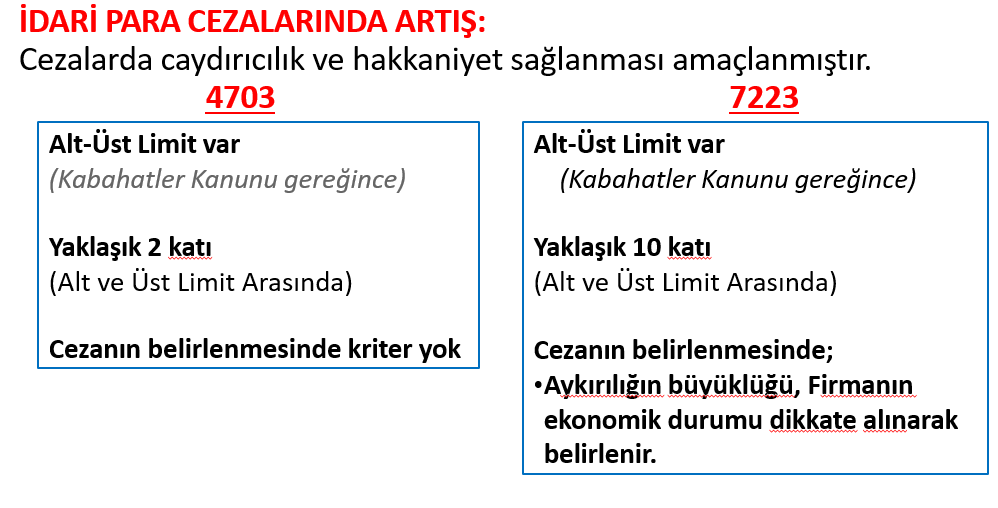 İDARİ PARA CEZALARINDA ARTIŞ:
Cezalarda caydırıcılık ve hakkaniyet sağlanması amaçlanmıştır.
4703
Alt-Üst Limit var
(Kabahatler Kanunu gereğince)
Yaklaşık 2 katı
(Alt ve Üst Limit Arasında)
Cezanın belirlenmesinde kriter yok
7223
Alt-Üst Limit var
(Kabahatler Kanunu gereğince)
Yaklaşık 10 katı
(Alt ve Üst Limit Arasında)
Cezanın belirlenmesinde;
•Aykırılığın büyüklüğü, Firmanın
ekonomik durumu dikkate alınarak
belirlenir.